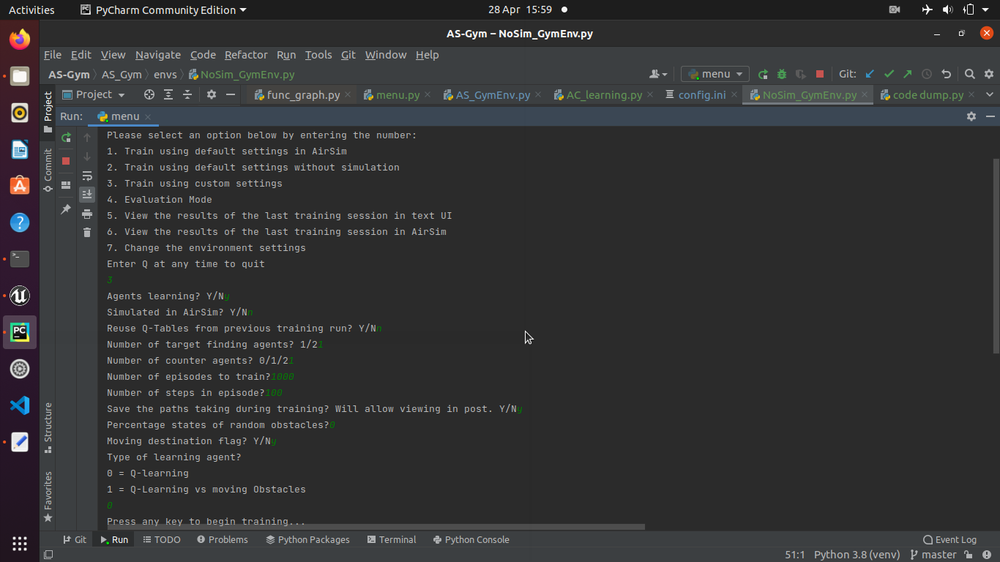 Activities PyCharm Community Edition 28 Apr 15:59
AS-Gym – NoSim_GymEnv.py
File Edit View Navigate Code Refactor Run Tools Git Window Help
AS-Gym AS_Gym envs NoSim_GymEnv.py menu Git:
Project func_graph.py menu.py AS_GymEnv.py AC_learning.py config.ini NoSim_GymEnv.py code dump.py
Run: menu
Project
Commit
Structure
Favorites
Please select an option below by entering the number:
1. Train using default settings in AirSim
2. Train using default settings without simulation
3. Train using custom settings
4. Evaluation Mode
5. View the results of the last training session in text UI
6. View the results of the last training session in AirSim
7. Change the environment settings
Enter Q at any time to quit
3
Agents learning? Y/Ny
Simulated in AirSim? Y/Nn
Reuse Q-Tables from previous training run? Y/Nn
Number of target finding agents? 1/21
Number of counter agents? 0/1/21
Number of episodes to train?1000
Number of steps in episode?100
Save the paths taking during training? Will allow viewing in post. Y/Ny
Percentage states of random obstacles?0
Moving destination flag? Y/Ny
Type of learning agent?
0 = Q-learning
1 = Q-Learning vs moving Obstacles
0
Press any key to begin training...
Git Run TODO Problems Python Packages Terminal Python Console Event Log
51:1 Python 3.8 (venv) master